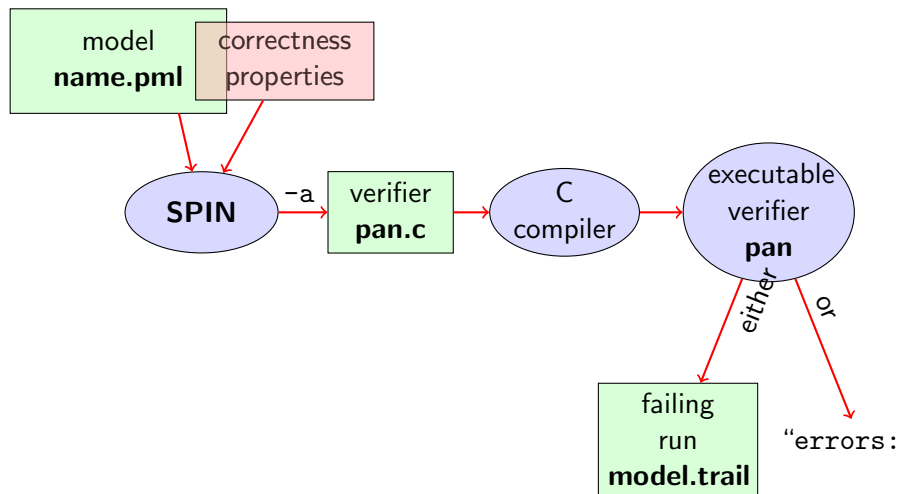 model
name.pml
correctness
properties
SPIN
-a
verifier
pan.c
C
compiler
executable
verifier
pan
either
or
failing
run
model.trail
“errors: